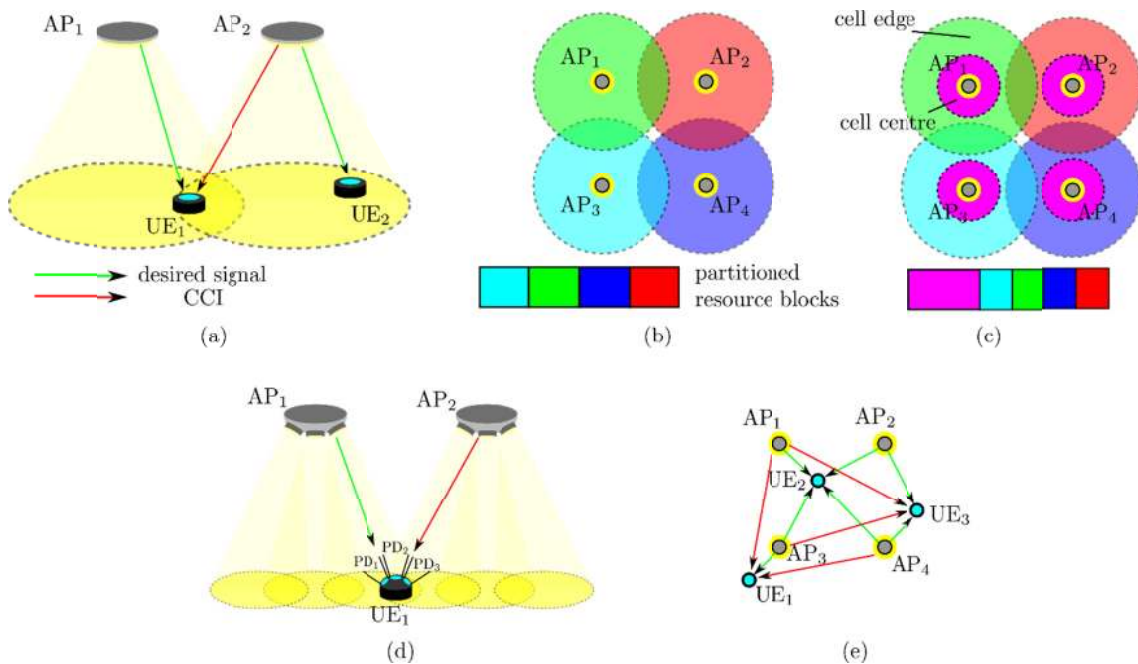 AP1
AP2
UE1
UE2
desired signal
CCI
(a)
AP1
AP2
AP3
AP4
partitioned
resource blocks
(b)
cell edge
AP1
AP2
cell centre
AP3
AP4
(c)
AP1
AP2
PD2
PD1
PD3
UE1
(d)
AP1
AP2
UE2
UE3
AP3
AP4
UE1
(e)